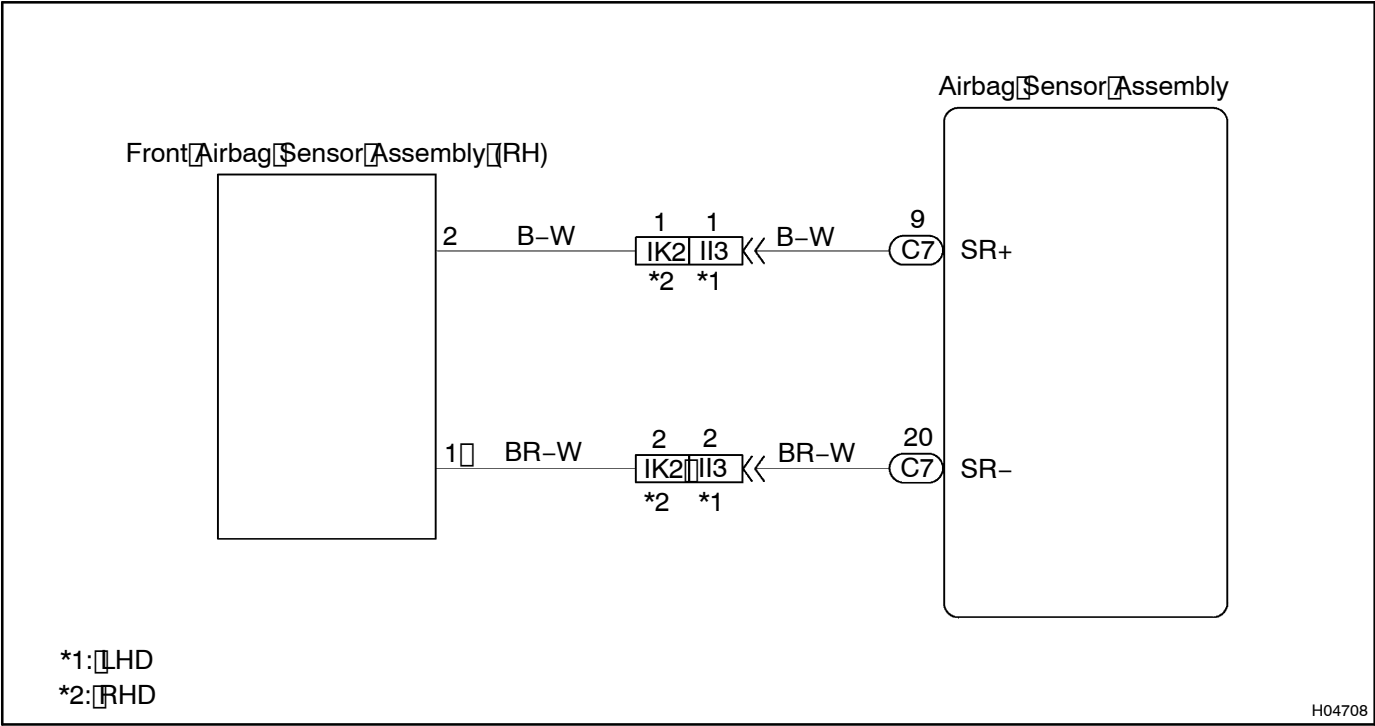 Airbag Sensor Assembly
Front Airbag Sensor Assembly (RH)
2 B−W 1 1 B−W 9
IK2 II3 C7 SR+
*2 *1
1 BR−W 2 2 BR−W 20
IK2 II3 C7 SR−
*2 *1
*1: LHD
*2: RHD
H04708